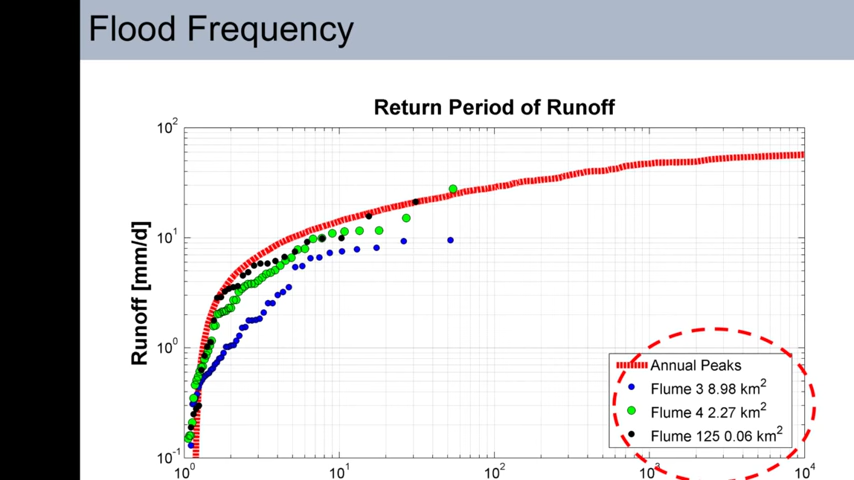 Flood Frequency
Return Period of Runoff
10²
10¹
10⁰
10⁻¹
Runoff [mm/d]
Annual Peaks
Flume 3 8.98 km²
Flume 4 2.27 km²
Flume 125 0.06 km²
10⁰ 10¹ 10² 10³ 10⁴